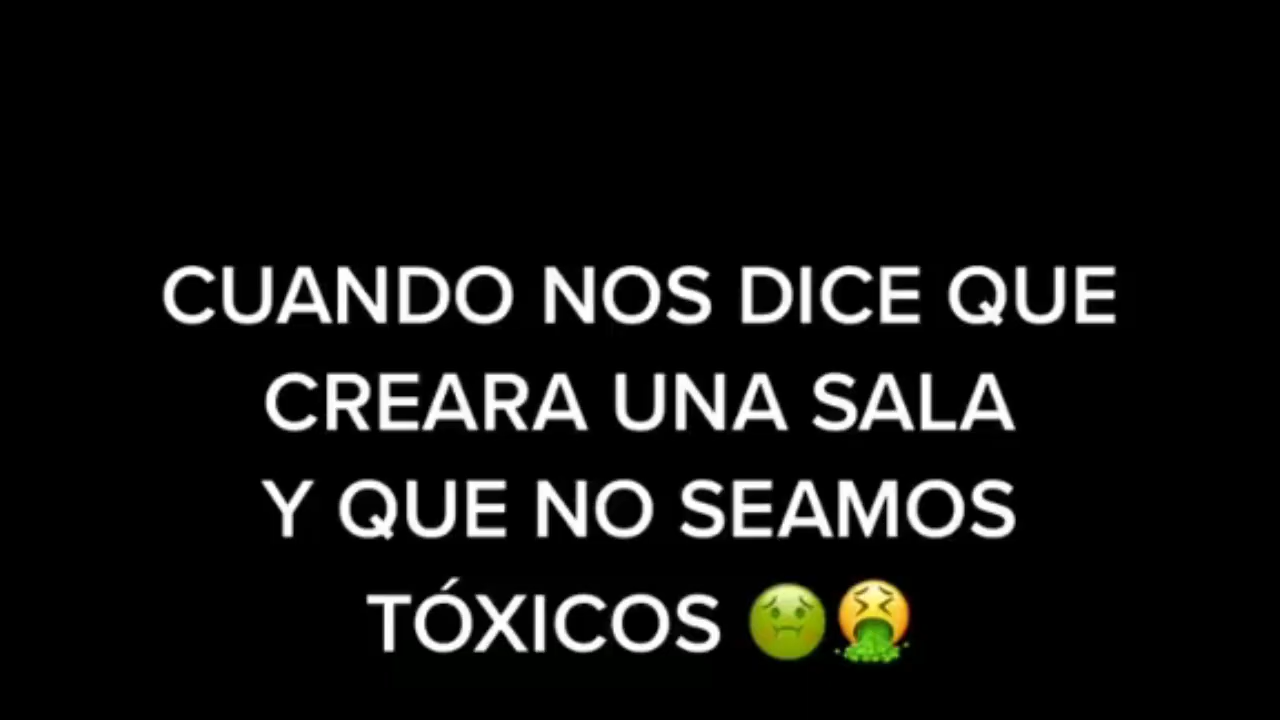 CUANDO NOS DICE QUE
CREARA UNA SALA
Y QUE NO SEAMOS
TÓXICOS 🤢🤮